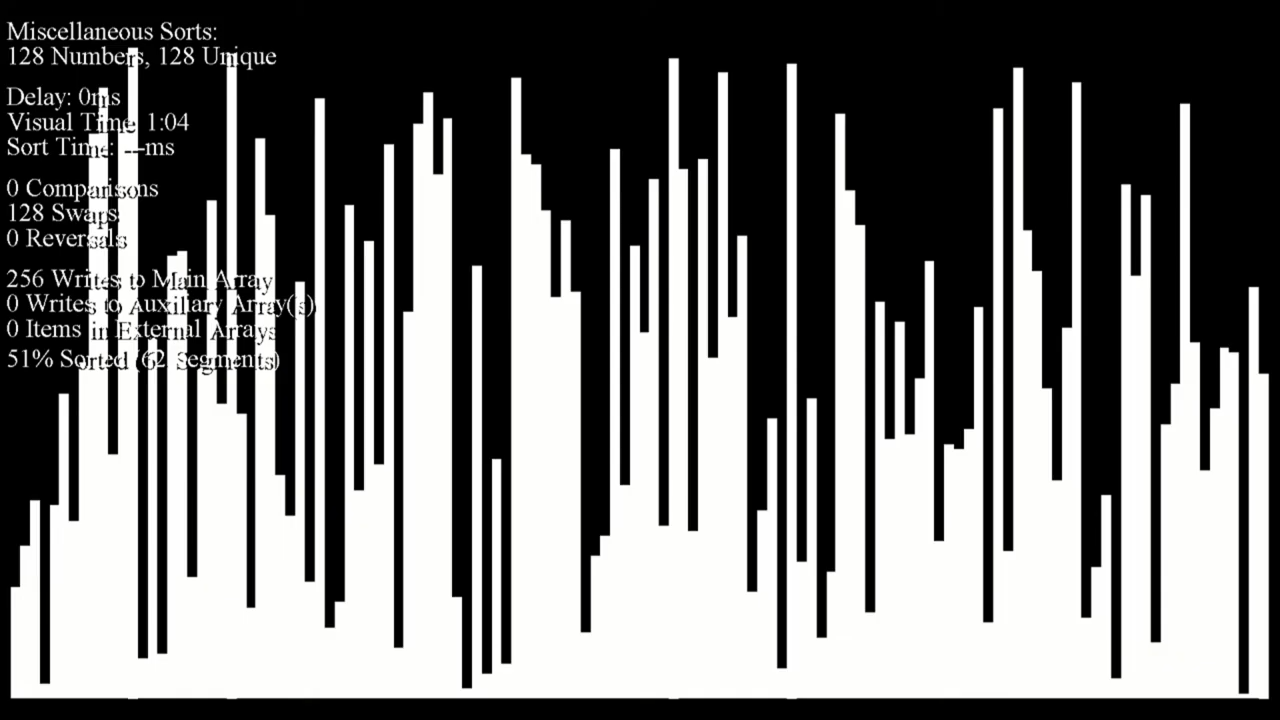 Miscellaneous Sorts:
128 Numbers, 128 Unique
Delay: 0ms
Visual Time: 1:04
Sort Time: ---ms
0 Comparisons
128 Swaps
0 Reversals
256 Writes to Main Array
0 Writes to Auxiliary Array(s)
0 Items in External Arrays
51% Sorted (62 Segments)